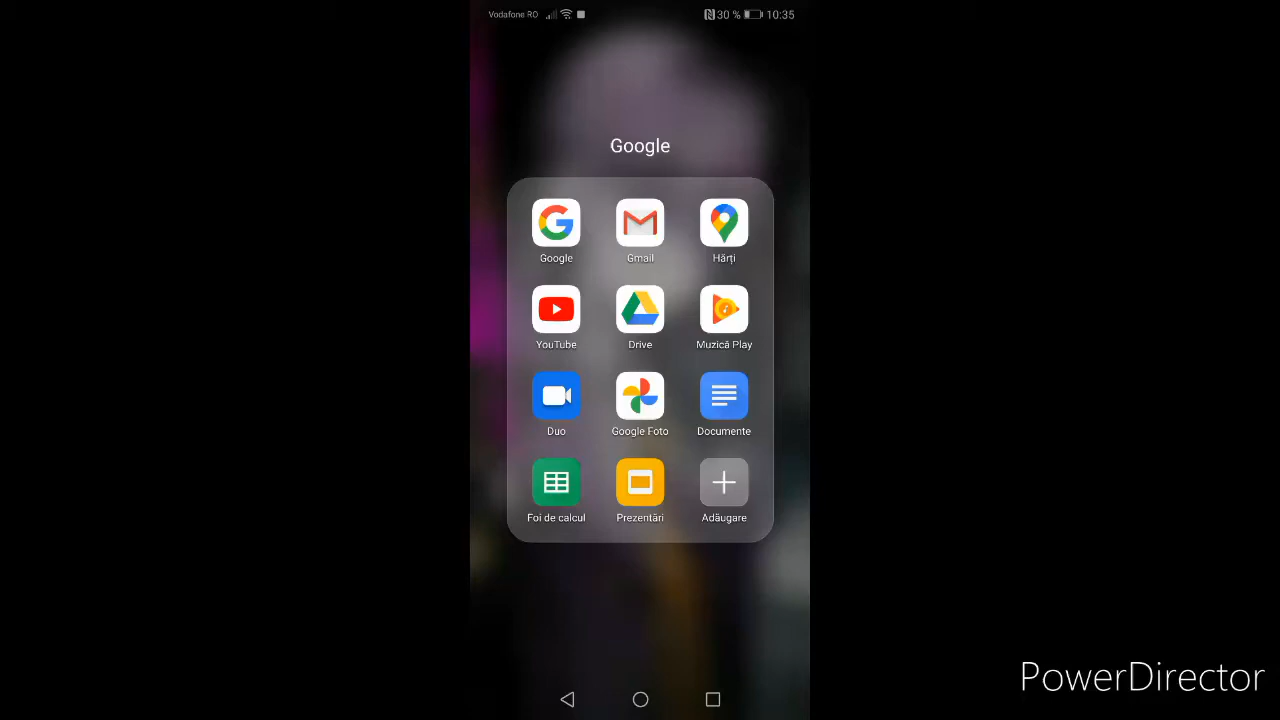 Vodafone RO 30 % 10:35
Google
Google Gmail Hărți
YouTube Drive Muzică Play
Duo Google Foto Documente
Foi de calcul Prezentări Adăugare
PowerDirector